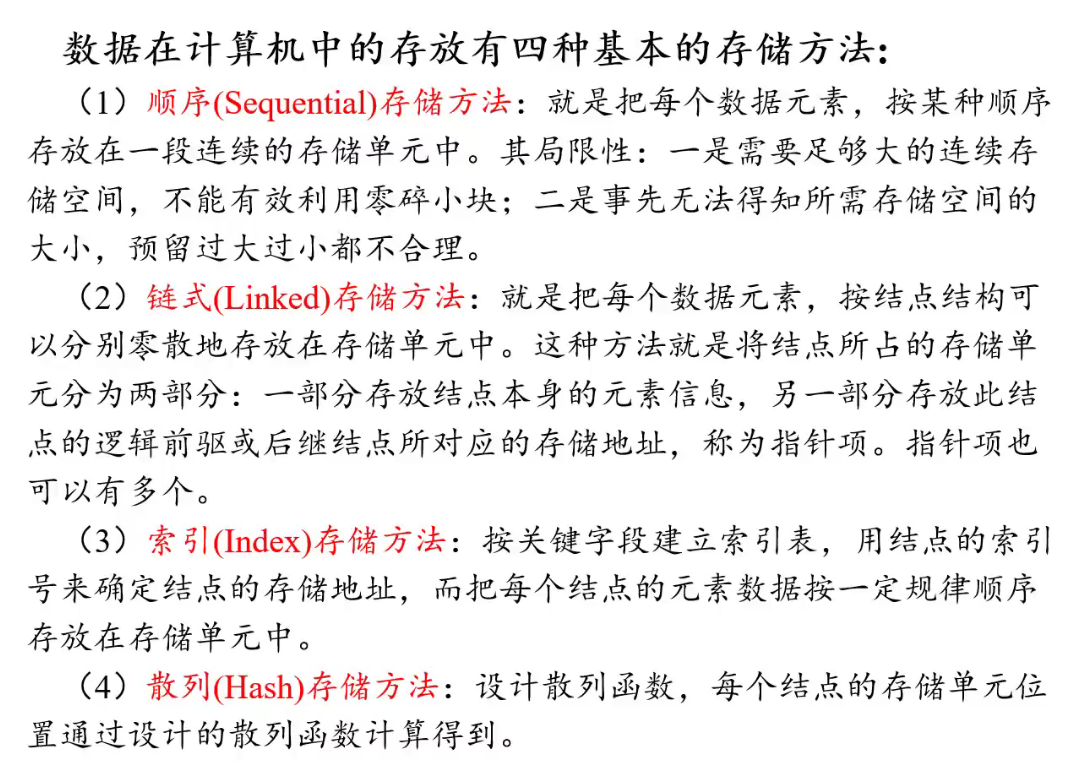 数据在计算机中的存放有四种基本的存储方法：
（1）顺序(Sequential)存储方法：就是把每个数据元素，按某种顺序
存放在一段连续的存储单元中。其局限性：一是需要足够大的连续存
储空间，不能有效利用零碎小块；二是事先无法得知所需存储空间的
大小，预留过大过小都不合理。
（2）链式(Linked)存储方法：就是把每个数据元素，按结点结构可
以分别零散地存放在存储单元中。这种方法就是将结点所占的存储单
元分为两部分：一部分存放结点本身的元素信息，另一部分存放此结
点的逻辑前驱或后继结点所对应的存储地址，称为指针项。指针项也
可以有多个。
（3）索引(Index)存储方法：按关键字段建立索引表，用结点的索引
号来确定结点的存储地址，而把每个结点的元素数据按一定规律顺序
存放在存储单元中。
（4）散列(Hash)存储方法：设计散列函数，每个结点的存储单元位
置通过设计的散列函数计算得到。